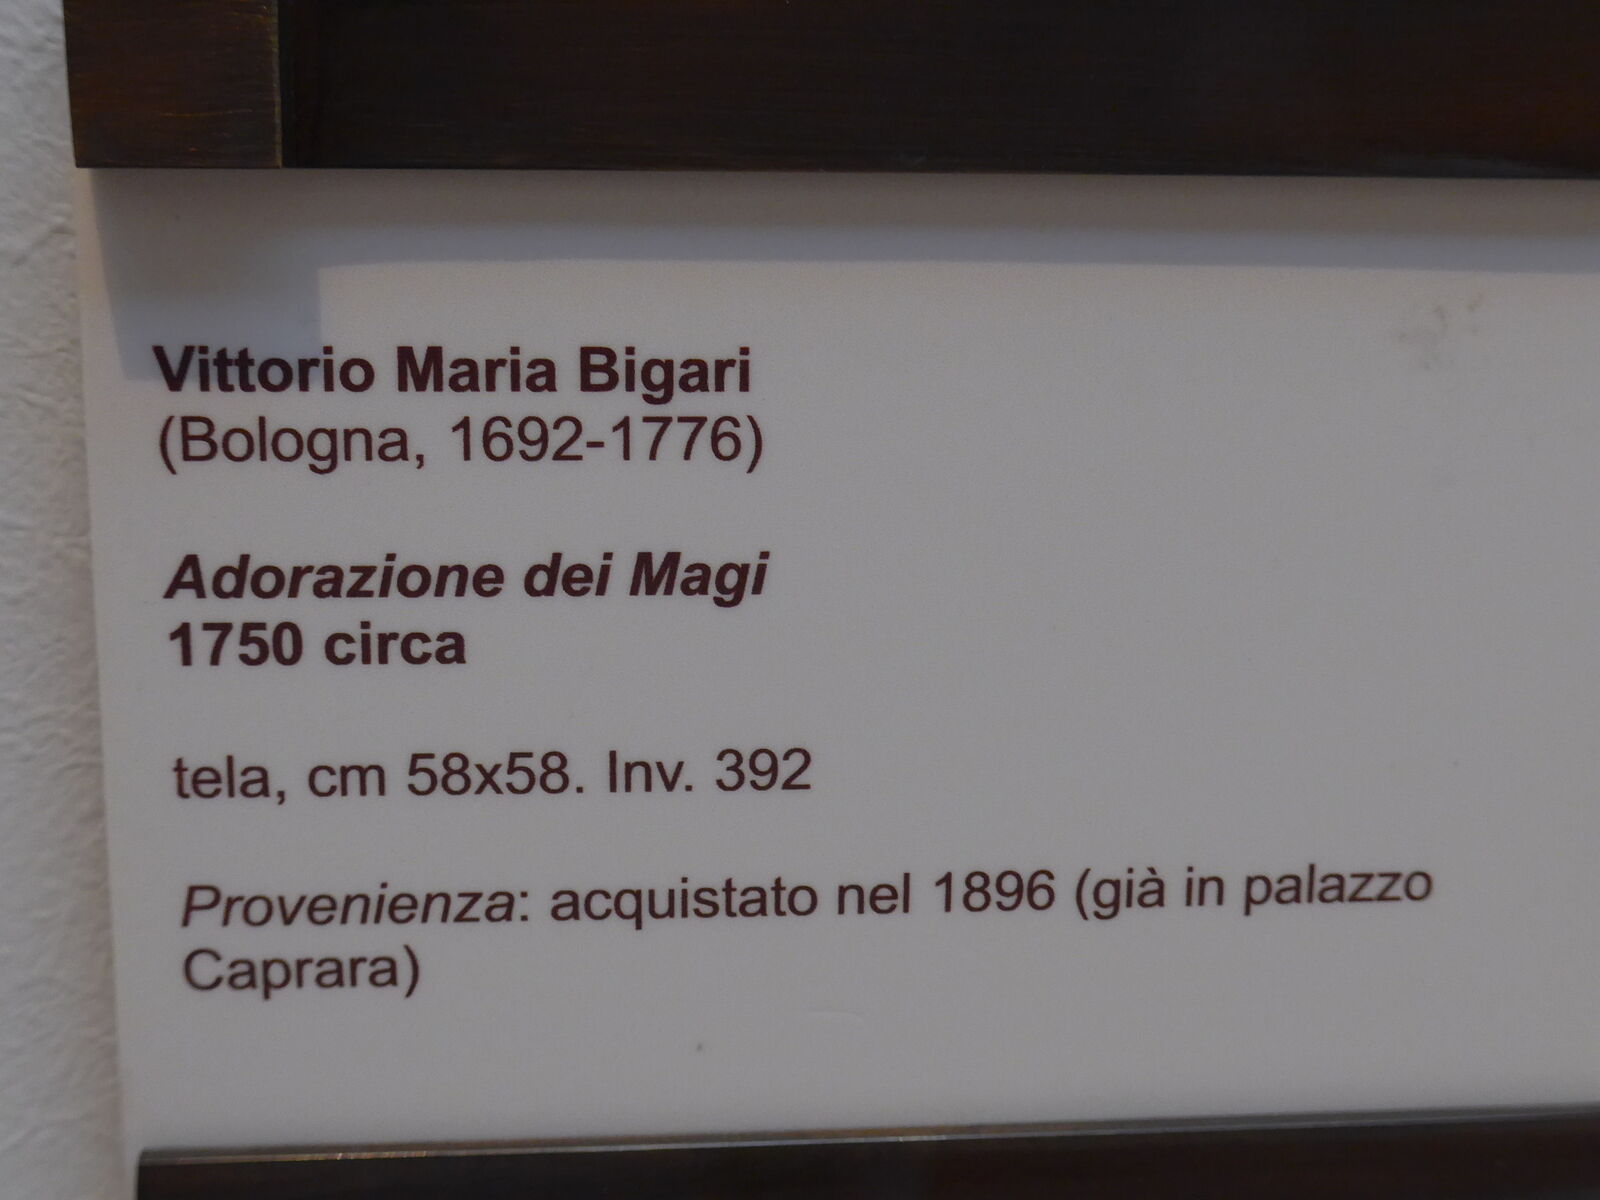 Vittorio Maria Bigari
(Bologna, 1692-1776)
Adorazione dei Magi
1750 circa
tela, cm 58x58. Inv. 392
Provenienza: acquistato nel 1896 (già in palazzo
Caprara)